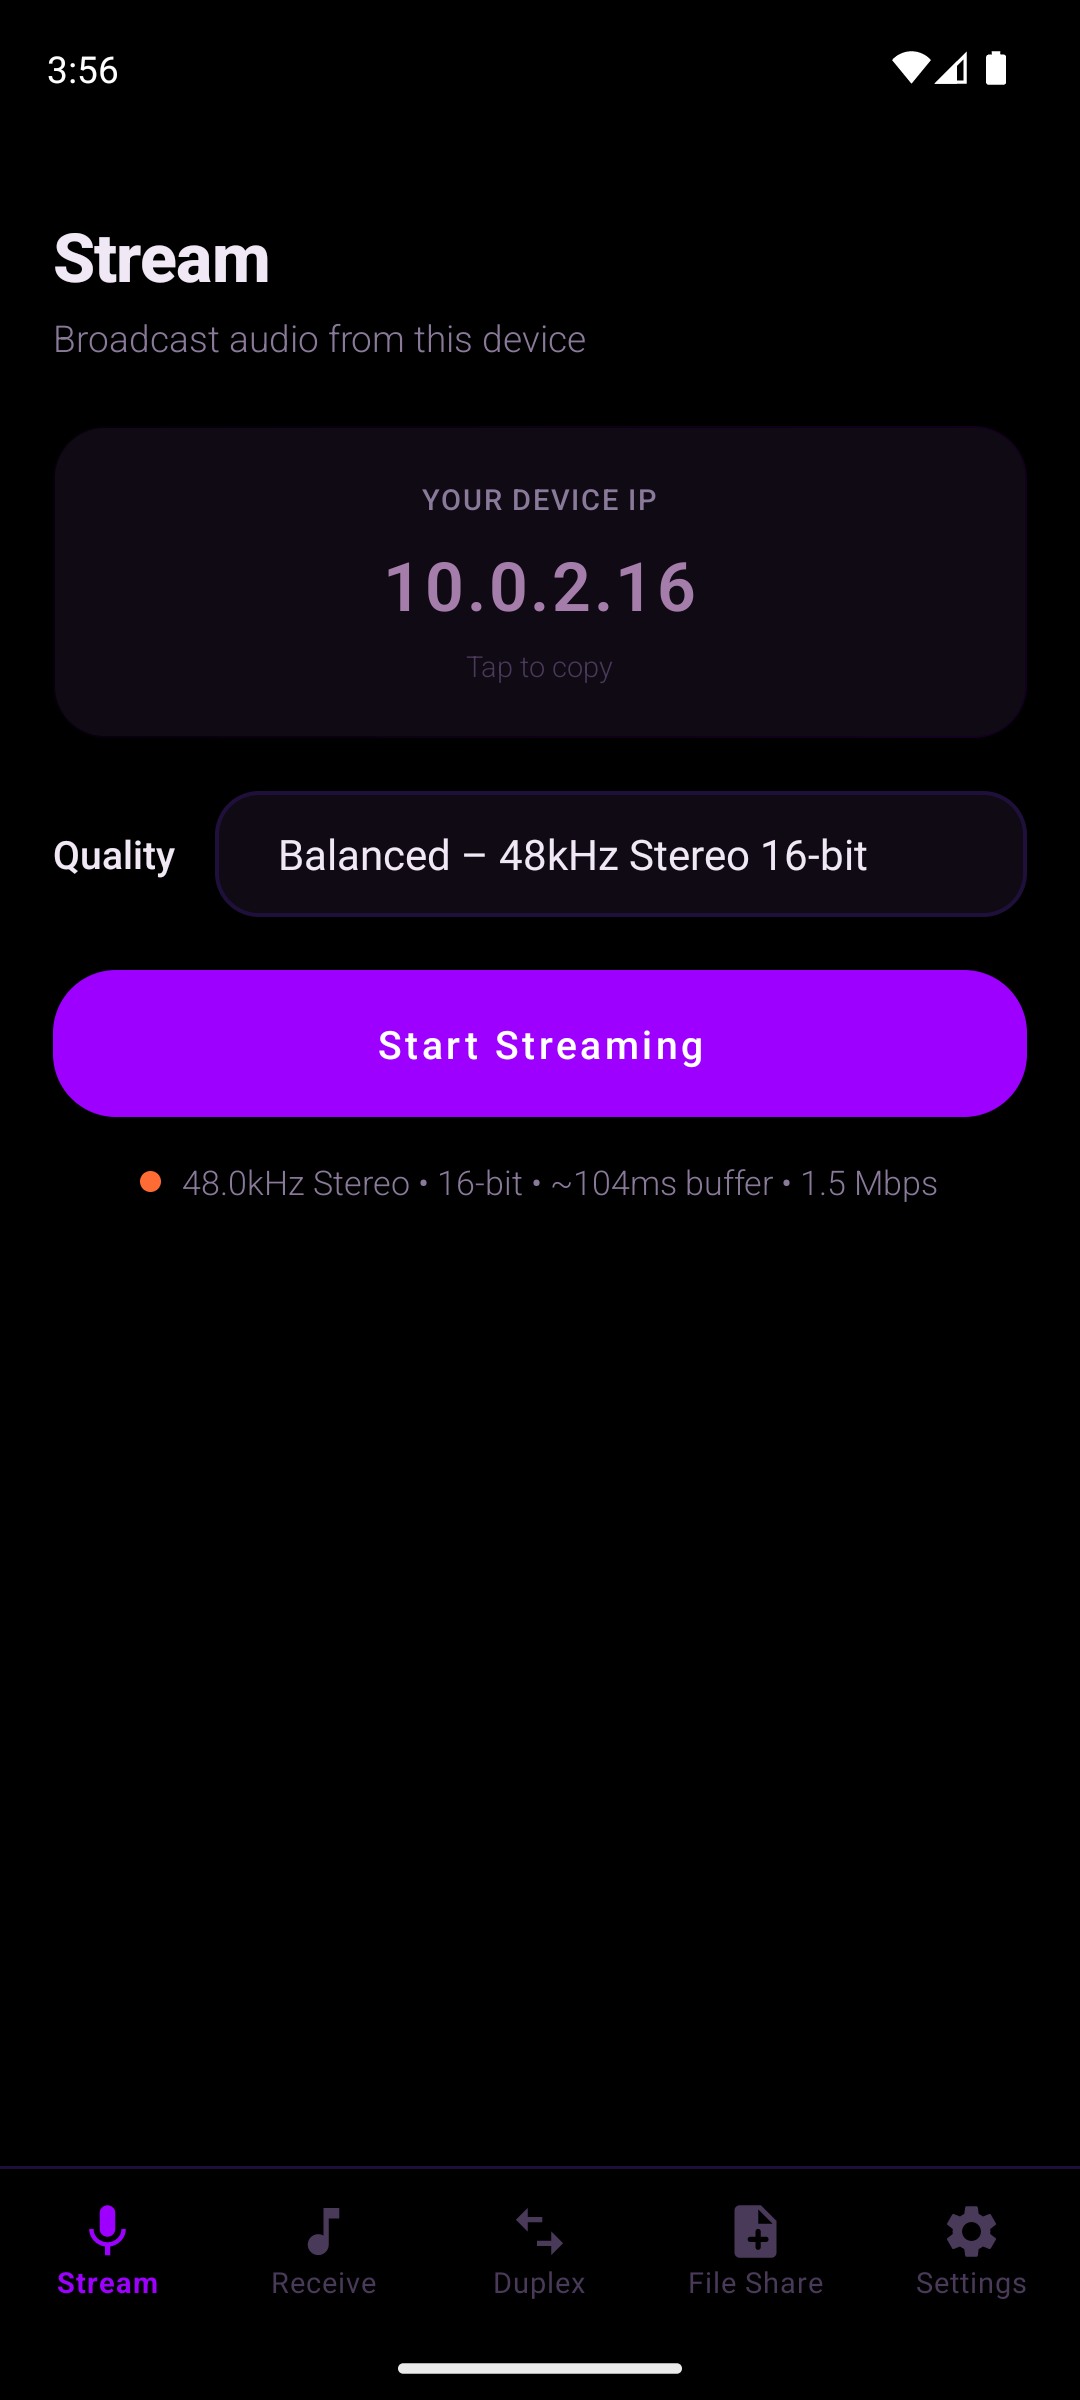 3:56
Stream
Broadcast audio from this device
YOUR DEVICE IP
10.0.2.16
Tap to copy
Quality
Balanced – 48kHz Stereo 16-bit
Start Streaming
48.0kHz Stereo • 16-bit • ~104ms buffer • 1.5 Mbps
Stream
Receive
Duplex
File Share
Settings